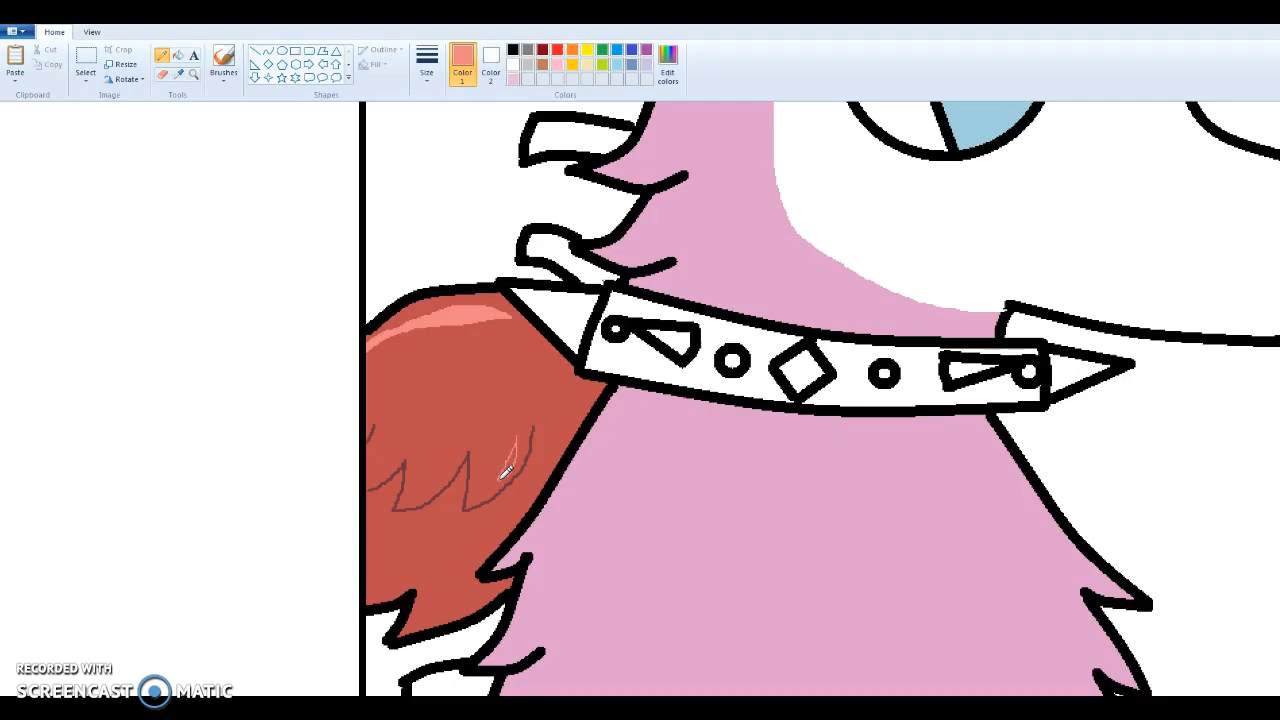 Home View
Paste Cut Copy Clipboard
Select Crop Resize Rotate Image
A Tools
Brushes
Outline Fill Shapes
Size
Color 1 Color 2 Edit colors Colors
RECORDED WITH
SCREENCAST MATIC